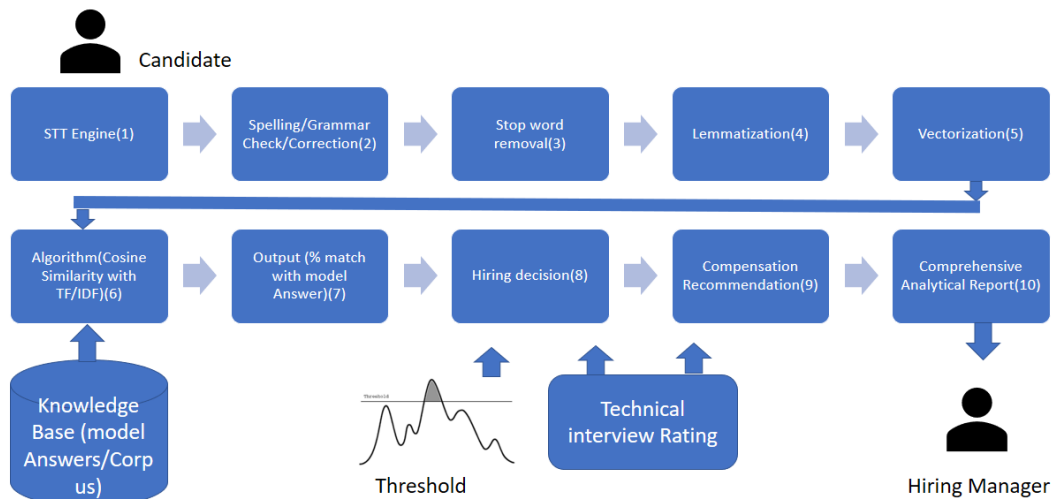 Candidate
STT Engine(1)
Spelling/Grammar
Check/Correction(2)
Stop word
removal(3)
Lemmatization(4)
Vectorization(5)
Algorithm(Cosine
Similarity with
TF/IDF)(6)
Output (% match
with model
Answer)(7)
Hiring decision(8)
Compensation
Recommendation(9)
Comprehensive
Analytical Report(10)
Knowledge
Base (model
Answers/Corp
us)
Threshold
Threshold
Technical
interview Rating
Hiring Manager